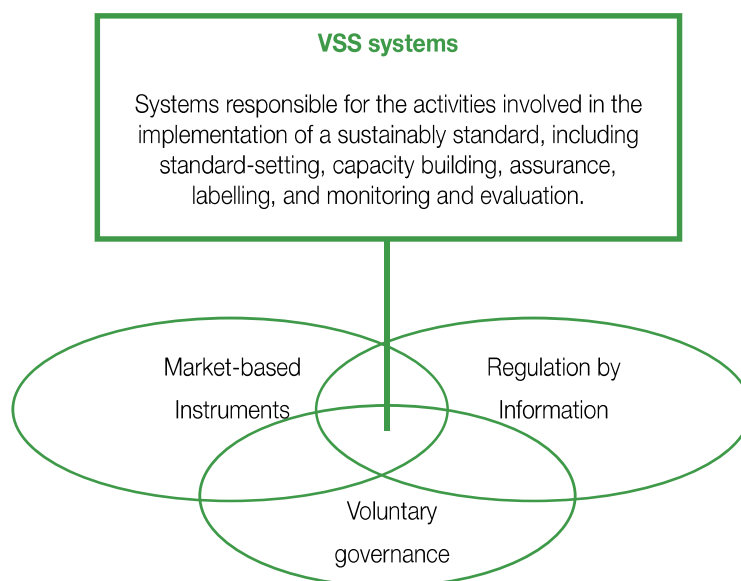 VSS systems
Systems responsible for the activities involved in the
implementation of a sustainably standard, including
standard-setting, capacity building, assurance,
labelling, and monitoring and evaluation.
Market-based
Instruments
Regulation by
Information
Voluntary
governance